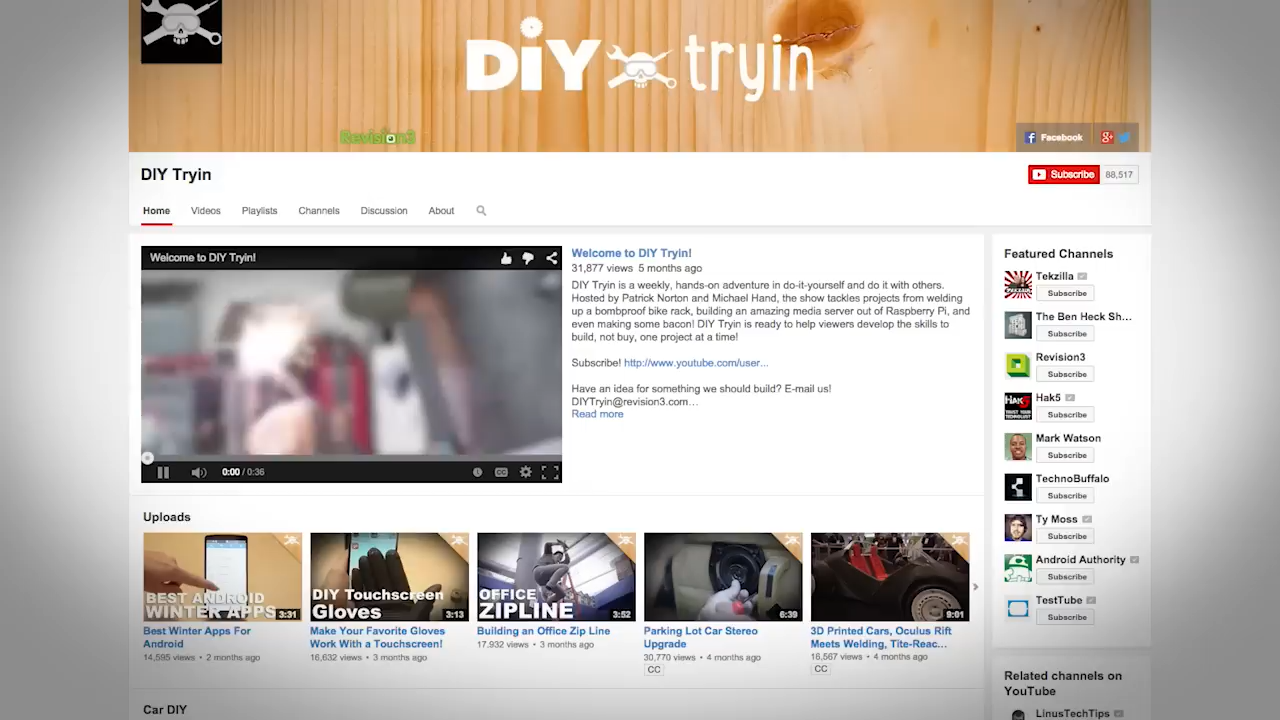 DiY tryin
Revision3
Facebook
DIY Tryin
Subscribe 88,517
Home Videos Playlists Channels Discussion About
Welcome to DIY Tryin!
0:00 / 0:36
CC
Welcome to DIY Tryin!
31,877 views 5 months ago
DIY Tryin is a weekly, hands-on adventure in do-it-yourself and do it with others.
Hosted by Patrick Norton and Michael Hand, the show tackles projects from welding
up a bombproof bike rack, building an amazing media server out of Raspberry Pi, and
even making some bacon! DIY Tryin is ready to help viewers develop the skills to
build, not buy, one project at a time!
Subscribe! http://www.youtube.com/user...
Have an idea for something we should build? E-mail us!
DIYTryin@revision3.com...
Read more
Uploads
BEST ANDROID
WINTER APPS
3:31
Best Winter Apps For
Android
14,595 views • 2 months ago
DIY Touchscreen
Gloves
3:13
Make Your Favorite Gloves
Work With a Touchscreen!
16,632 views • 3 months ago
OFFICE
ZIPLINE
3:52
Building an Office Zip Line
17,932 views • 3 months ago
6:39
Parking Lot Car Stereo
Upgrade
30,770 views • 4 months ago
CC
9:01
3D Printed Cars, Oculus Rift
Meets Welding, Tite-Reac...
16,567 views • 4 months ago
CC
Car DIY
Featured Channels
Tekzilla
Subscribe
The Ben Heck Sh...
Subscribe
Revision3
Subscribe
HAK5
Hak5
Subscribe
Mark Watson
Subscribe
TechnoBuffalo
Subscribe
Ty Moss
Subscribe
Android Authority
Subscribe
TestTube
Subscribe
Related channels on
YouTube
LinusTechTips